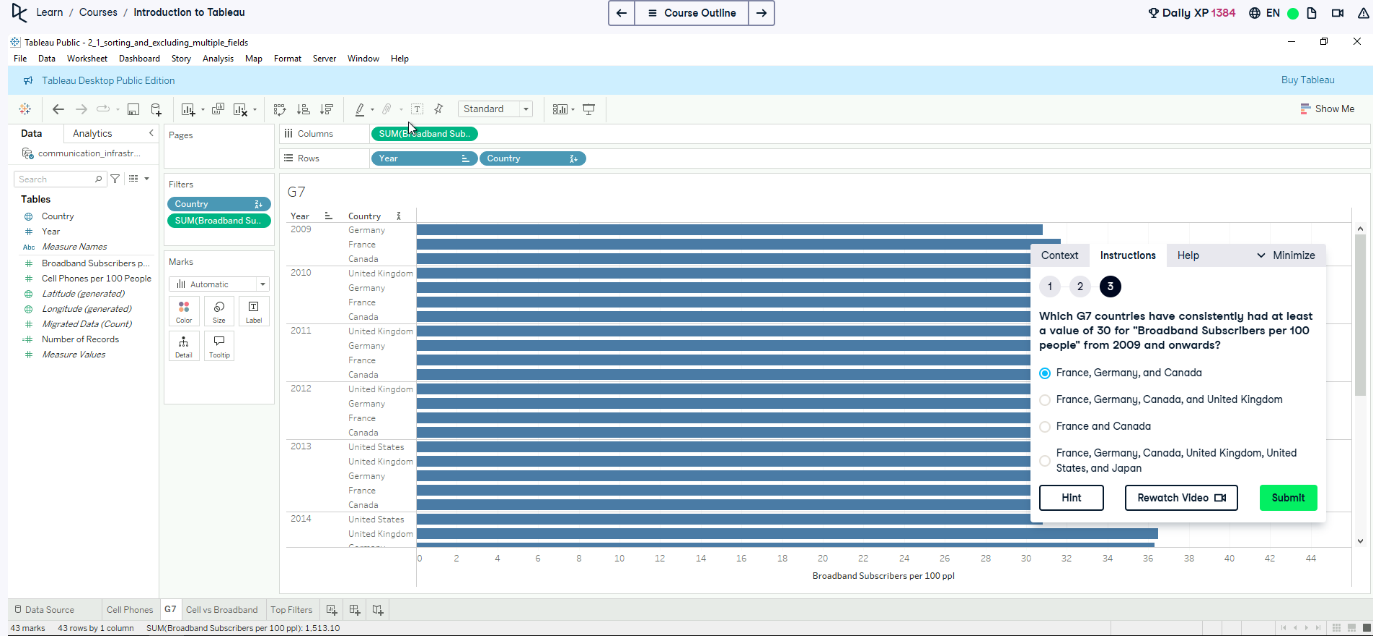 Learn / Courses / Introduction to Tableau
Course Outline
Daily XP 1384
EN
Tableau Public - 2_1_sorting_and_excluding_multiple_fields
File Data Worksheet Dashboard Story Analysis Map Format Server Window Help
Tableau Desktop Public Edition
Buy Tableau
Standard
Show Me
Data Analytics
communication_infrastr...
Search
Tables
Country
Year
Abc Measure Names
Broadband Subscribers p...
Cell Phones per 100 People
Latitude (generated)
Longitude (generated)
Migrated Data (Count)
Number of Records
Measure Values
Pages
Filters
Country
SUM(Broadband Su..
Marks
Automatic
Color Size Label
Detail Tooltip
Columns SUM(Broadband Sub..
Rows Year Country
G7
Year Country
2009 Germany
France
Canada
2010 United Kingdom
Germany
France
Canada
2011 United Kingdom
Germany
France
Canada
2012 United Kingdom
Germany
France
Canada
2013 United States
United Kingdom
Germany
France
Canada
2014 United States
United Kingdom
Germany
0 2 4 6 8 10 12 14 16 18 20 22 24 26 28 30 32 34 36 38 40 42 44
Broadband Subscribers per 100 ppl
Context Instructions Help Minimize
1 2 3
Which G7 countries have consistently had at least
a value of 30 for "Broadband Subscribers per 100
people" from 2009 and onwards?
France, Germany, and Canada
France, Germany, Canada, and United Kingdom
France and Canada
France, Germany, Canada, United Kingdom, United
States, and Japan
Hint Rewatch Video Submit
Data Source Cell Phones G7 Cell vs Broadband Top Filters
43 marks 43 rows by 1 column SUM(Broadband Subscribers per 100 ppl): 1,513.10